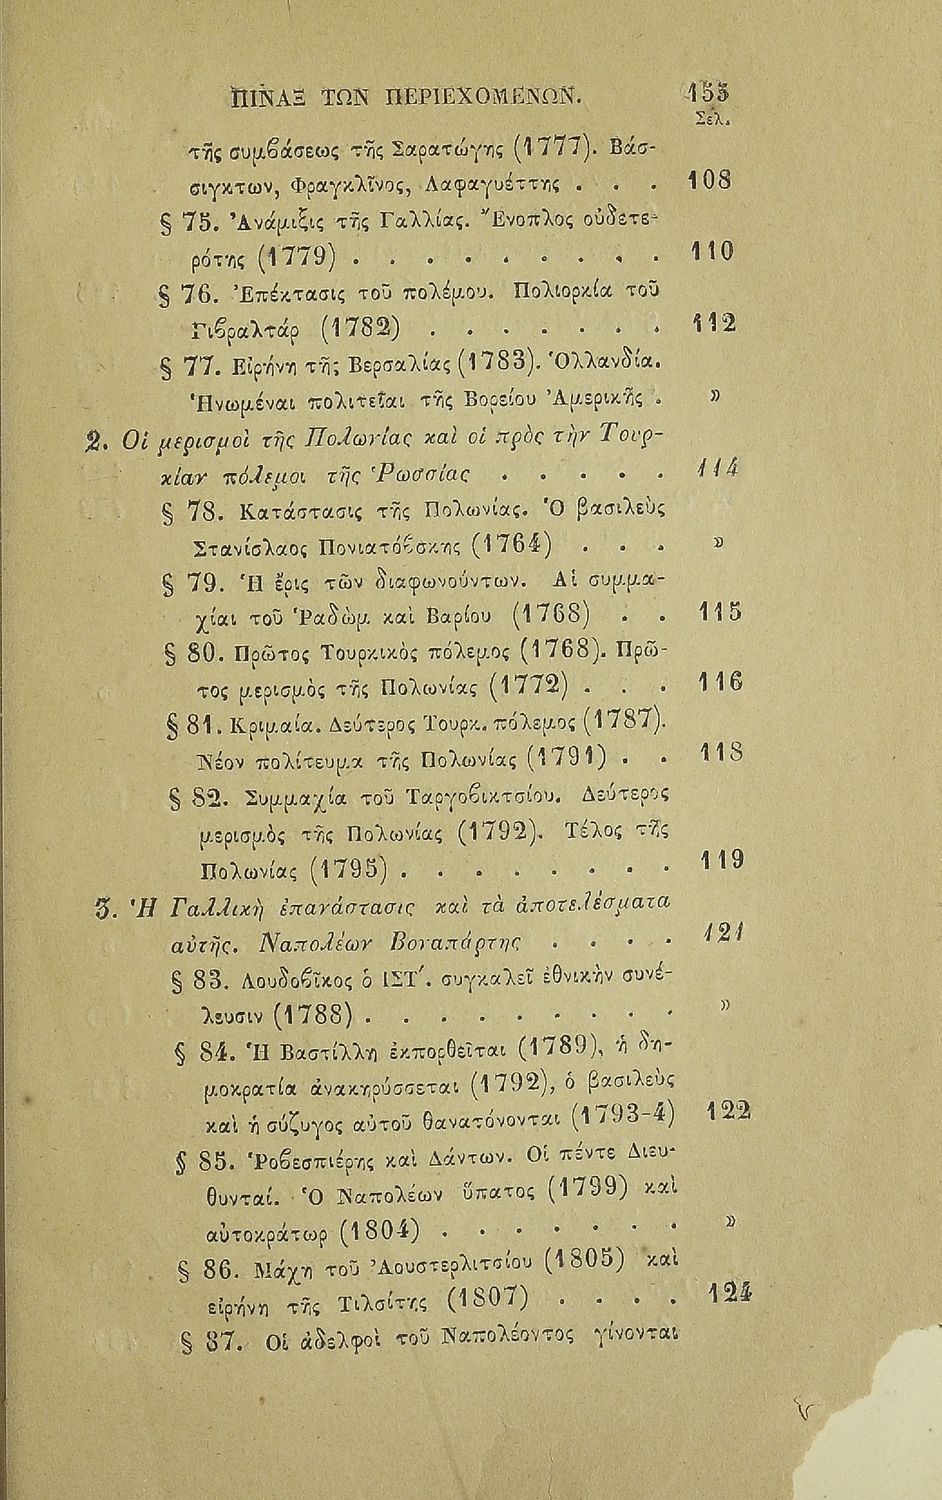 ΠΙΝΑΞ ΤΩΝ ΠΕΡΙΕΧΟΜΕΝΩΝ. 155
Σελ.
τῆς συμβάσεως τῆς Σαρατώγης (1777). Βάσ-
σιγκτων, Φραγκλῖνος, Λαφαγυέττης . . . 108
§ 75. Ἀνάμιξις τῆς Γαλλίας. Ἔνοπλος οὐδετε-
ρότης (1779) . . . . . . . . . 110
§ 76. Ἐπέκτασις τοῦ πολέμου. Πολιορκία τοῦ
Γιβραλτάρ (1782) . . . . . . . 112
§ 77. Εἰρήνη τῆς Βερσαλίας (1783). Ὁλλανδία.
Ἡνωμέναι πολιτεῖαι τῆς Βορείου Ἀμερικῆς . »
2. Οἱ μερισμοὶ τῆς Πολωνίας καὶ οἱ πρὸς τὴν Τουρ-
κίαν πόλεμοι τῆς Ῥωσσίας . . . . . 114
§ 78. Κατάστασις τῆς Πολωνίας. Ὁ βασιλεὺς
Στανίσλαος Πονιατόβσκης (1764) . . . »
§ 79. Ἡ ἔρις τῶν διαφωνούντων. Αἱ συμμα-
χίαι τοῦ Ῥαδὼμ καὶ Βαρίου (1768) . . 115
§ 80. Πρῶτος Τουρκικὸς πόλεμος (1768). Πρῶ-
τος μερισμὸς τῆς Πολωνίας (1772) . . . 116
§ 81. Κριμαία. Δεύτερος Τουρκ. πόλεμος (1787).
Νέον πολίτευμα τῆς Πολωνίας (1791) . . 118
§ 82. Συμμαχία τοῦ Ταργοβικτσίου. Δεύτερος
μερισμὸς τῆς Πολωνίας (1792). Τέλος τῆς
Πολωνίας (1795) . . . . . . . . 119
3. Ἡ Γαλλικὴ ἐπανάστασις καὶ τὰ ἀποτελέσματα
αὐτῆς. Ναπολέων Βοναπάρτης . . . . 121
§ 83. Λουδοβῖκος ὁ ΙΣΤ΄. συγκαλεῖ ἐθνικὴν συνέ-
λευσιν (1788) . . . . . . . . . »
§ 84. Ἡ Βαστίλλη ἐκπορθεῖται (1789), ἡ δη-
μοκρατία ἀνακηρύσσεται (1792), ὁ βασιλεὺς
καὶ ἡ σύζυγος αὐτοῦ θανατόνονται (1793-4) 122
§ 85. Ῥοβεσπιέρης καὶ Δάντων. Οἱ πέντε Διευ-
θυνταί. Ὁ Ναπολέων ὕπατος (1799) καὶ
αὐτοκράτωρ (1804) . . . . . . . »
§ 86. Μάχη τοῦ Ἀουστερλιτσίου (1805) καὶ
εἰρήνη τῆς Τιλσίτης (1807) . . . . 124
§ 87. Οἱ ἀδελφοὶ τοῦ Ναπολέοντος γίνονται